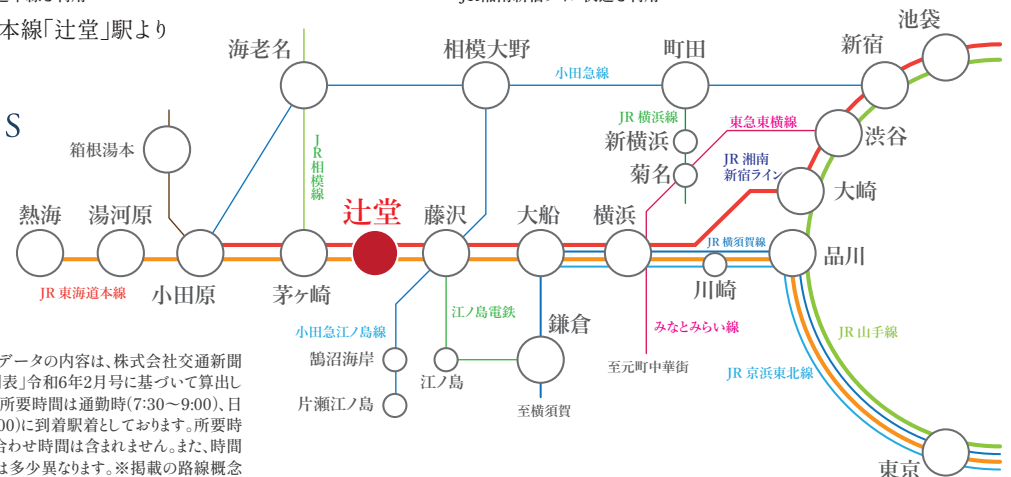 本線「辻堂」駅より
S
池袋
新宿
海老名
相模大野
町田
小田急線
JR 横浜線
東急東横線
渋谷
新横浜
箱根湯本
JR相模線
菊名
JR 湘南
新宿ライン
大崎
熱海
湯河原
辻堂
藤沢
大船
横浜
JR 横須賀線
品川
JR 東海道本線
小田原
茅ヶ崎
川崎
江ノ島電鉄
鎌倉
みなとみらい線
小田急江ノ島線
JR 山手線
鵠沼海岸
至元町中華街
JR 京浜東北線
江ノ島
片瀬江ノ島
至横須賀
東京
データの内容は、株式会社交通新聞
刻表」令和6年2月号に基づいて算出し
所要時間は通勤時(7:30〜9:00)、日
00)に到着駅着としております。所要時
合わせ時間は含まれません。また、時間
は多少異なります。※掲載の路線概念